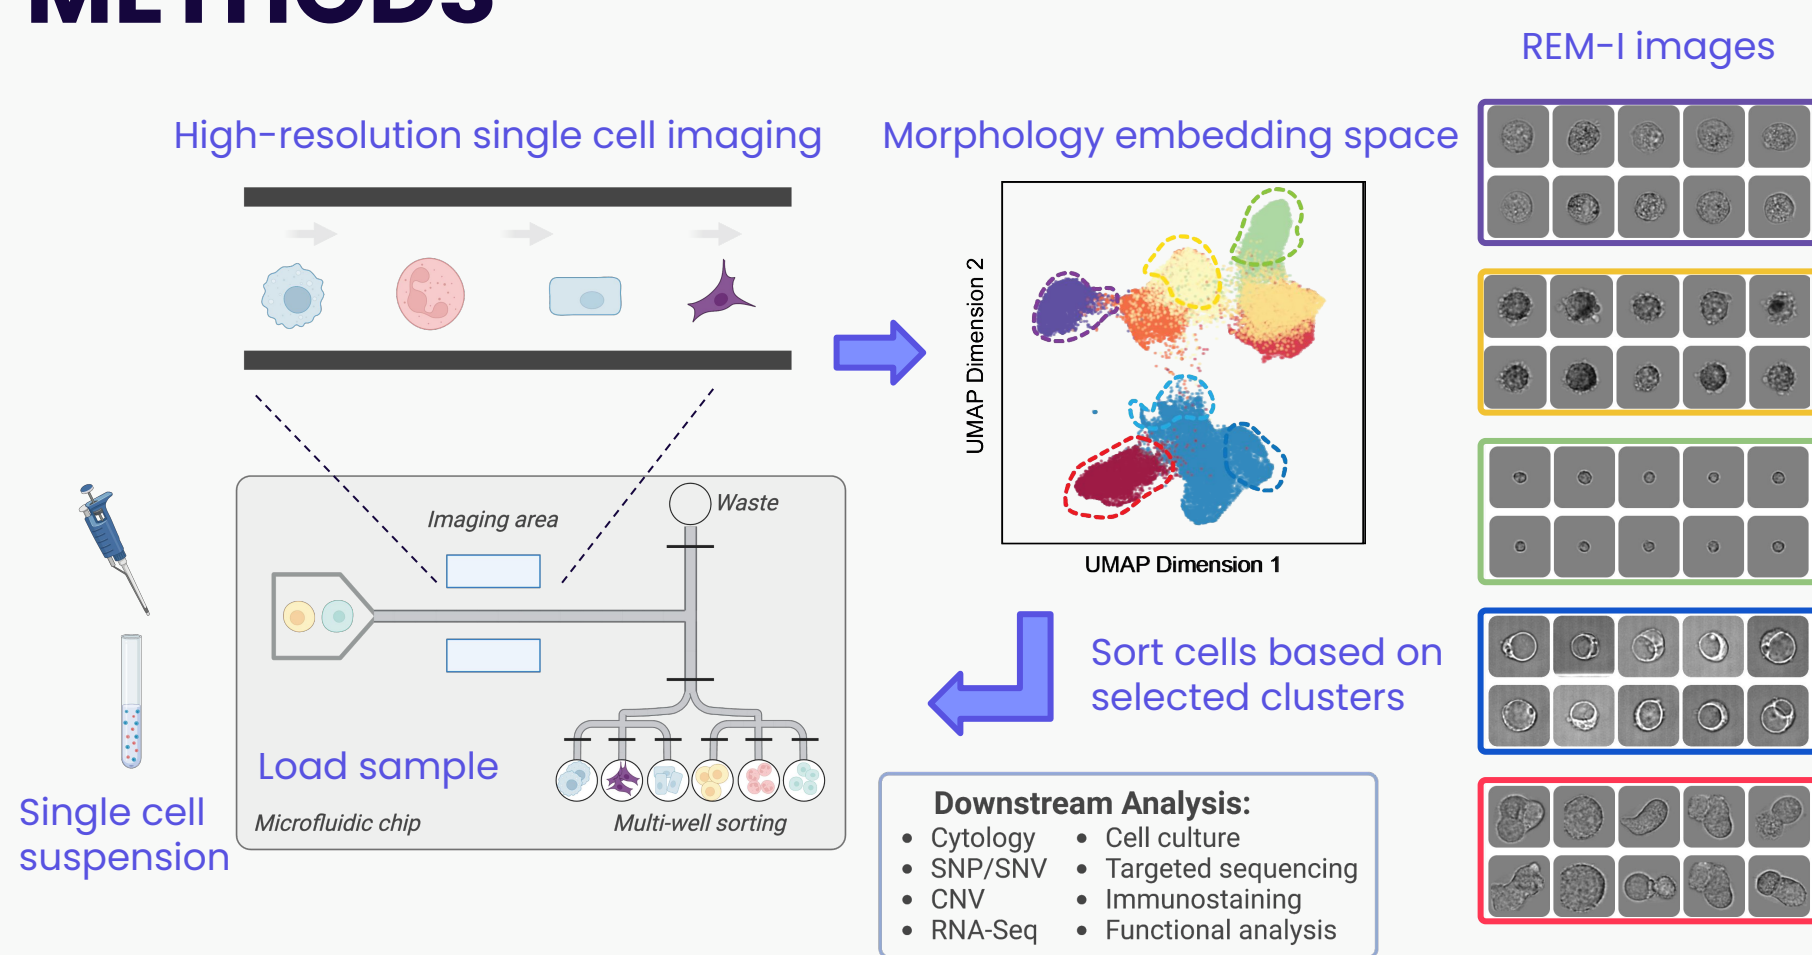 METHODS
REM-I images
High-resolution single cell imaging
Morphology embedding space
UMAP Dimension 2
UMAP Dimension 1
Waste
Imaging area
Sort cells based on
selected clusters
Load sample
Single cell
suspension
Microfluidic chip
Multi-well sorting
Downstream Analysis:
• Cytology
• SNP/SNV
• CNV
• RNA-Seq
• Cell culture
• Targeted sequencing
• Immunostaining
• Functional analysis